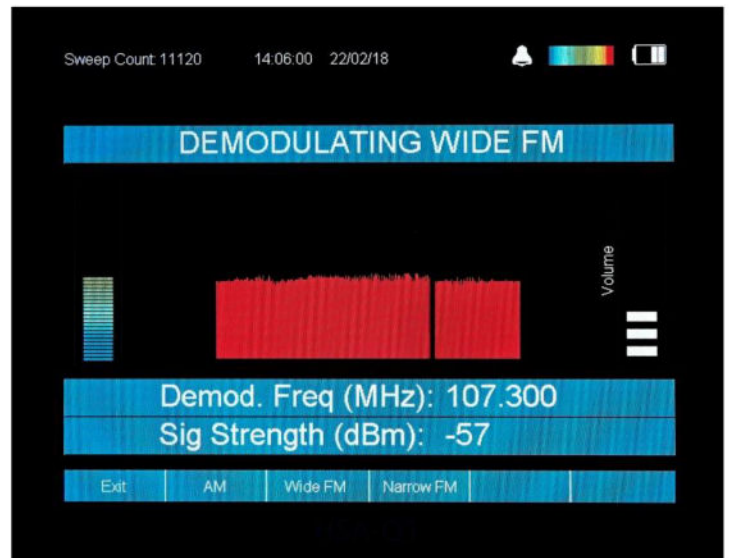 Sweep Count: 11120 14:06:00 22/02/18
DEMODULATING WIDE FM
Volume
Demod. Freq (MHz): 107.300
Sig Strength (dBm): -57
Exit AM Wide FM Narrow FM